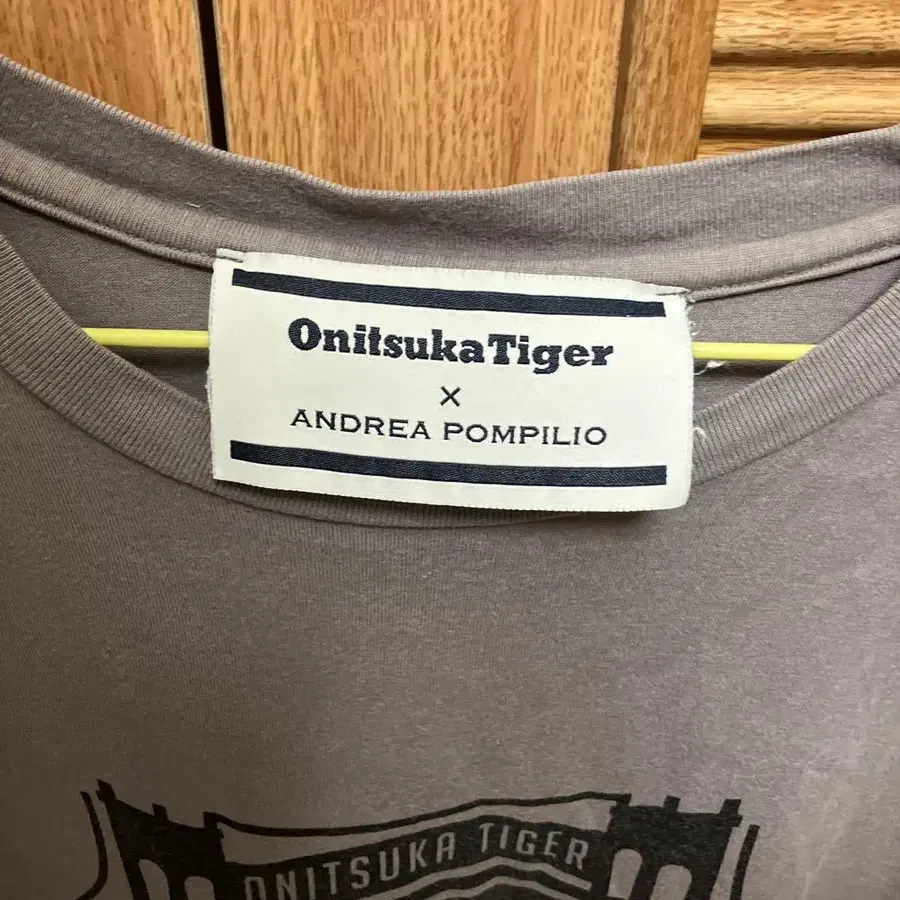 OnitsukaTiger
×
ANDREA POMPILIO
ONITSUKA TIGER